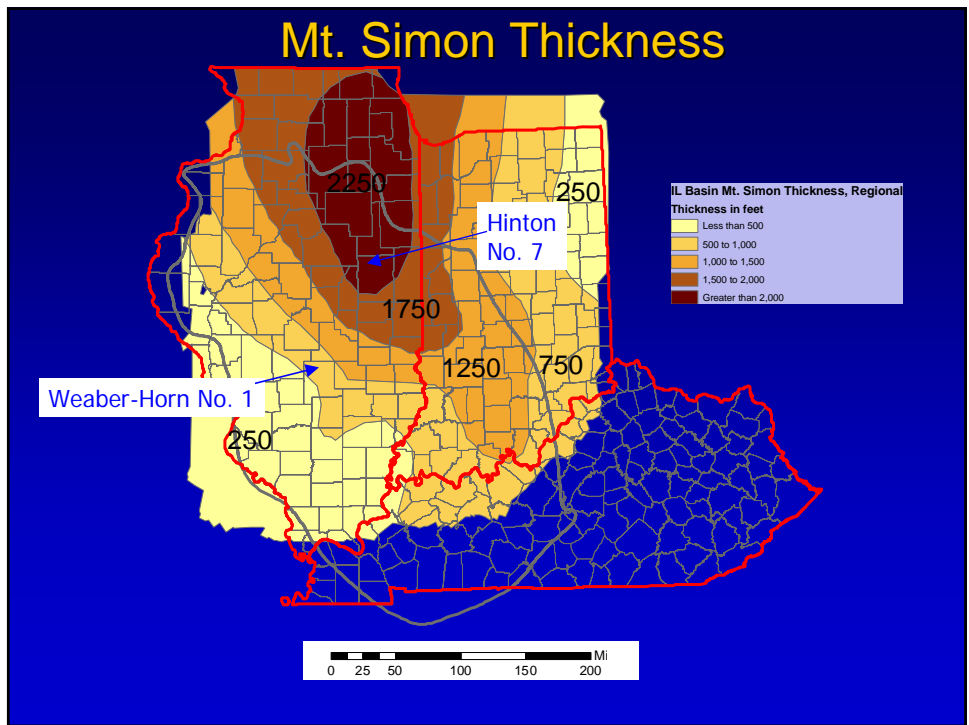 Mt. Simon Thickness
2250
250
IL Basin Mt. Simon Thickness, Regional
Thickness in feet
Less than 500
500 to 1,000
1,000 to 1,500
1,500 to 2,000
Greater than 2,000
Hinton
No. 7
1750
1250
750
Weaber-Horn No. 1
250
Mi
0 25 50 100 150 200